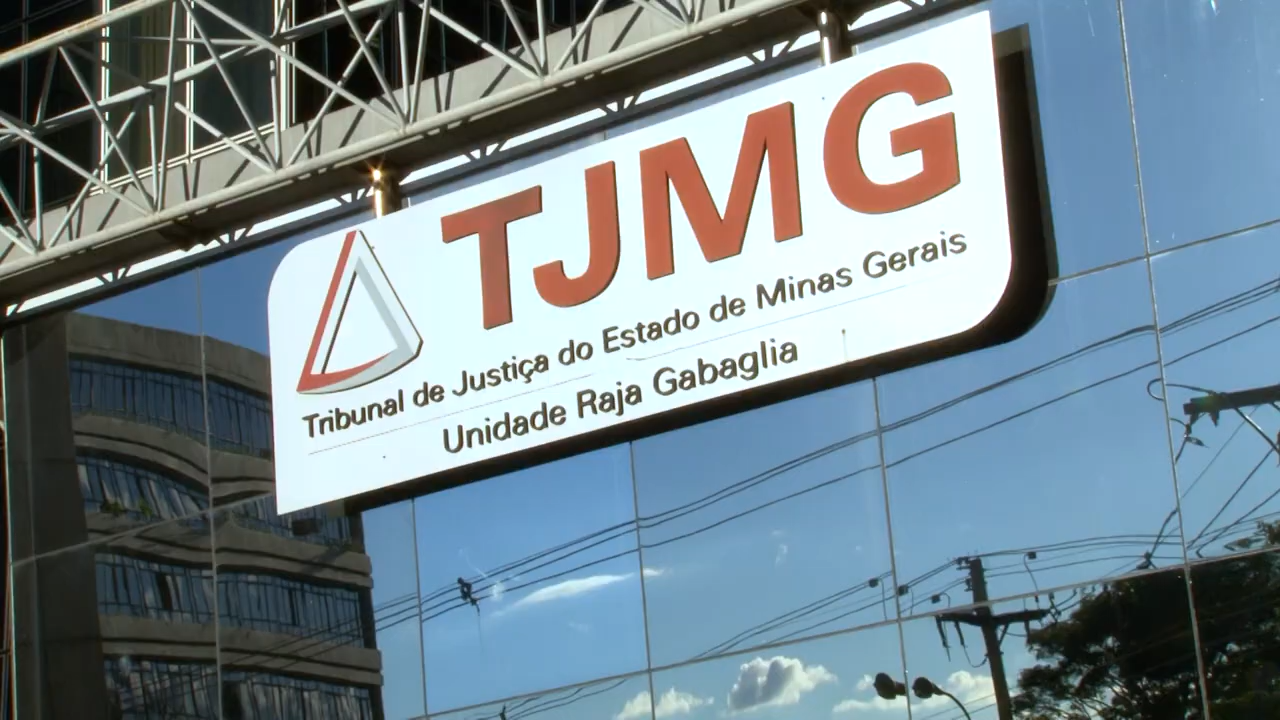 TJMG
Tribunal de Justiça do Estado de Minas Gerais
Unidade Raja Gabaglia